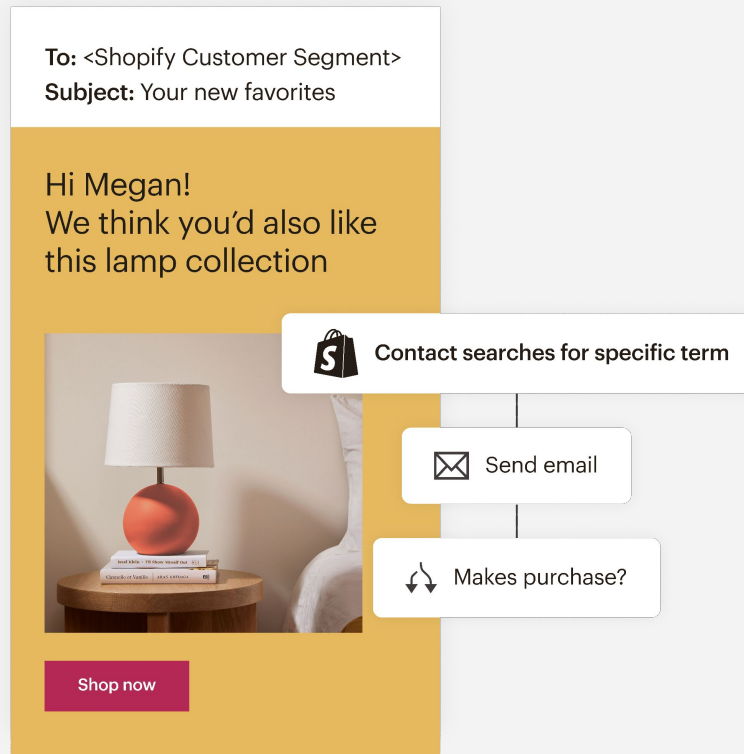 To: <Shopify Customer Segment>
Subject: Your new favorites
Hi Megan!
We think you’d also like
this lamp collection
Contact searches for specific term
Send email
Makes purchase?
Shop now